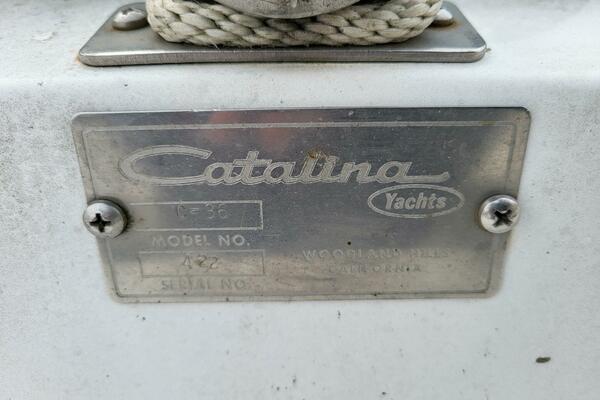 Catalina
Yachts
C-36
MODEL NO.
422
SERIAL NO.
WOODLAND HILLS
CALIFORNIA